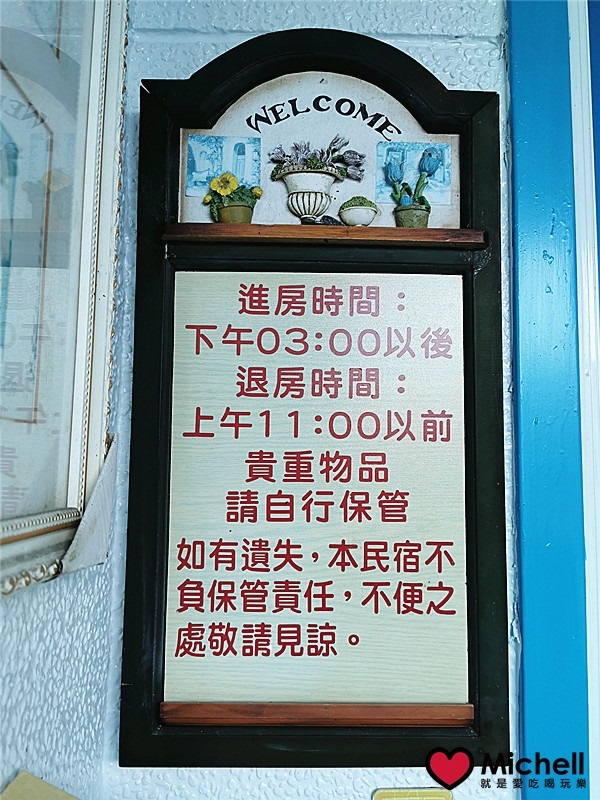 WELCOME
進房時間：
下午03:00以後
退房時間：
上午11:00以前
貴重物品
請自行保管
如有遺失，本民宿不
負保管責任，不便之
處敬請見諒。
Michell
就是愛吃喝玩樂